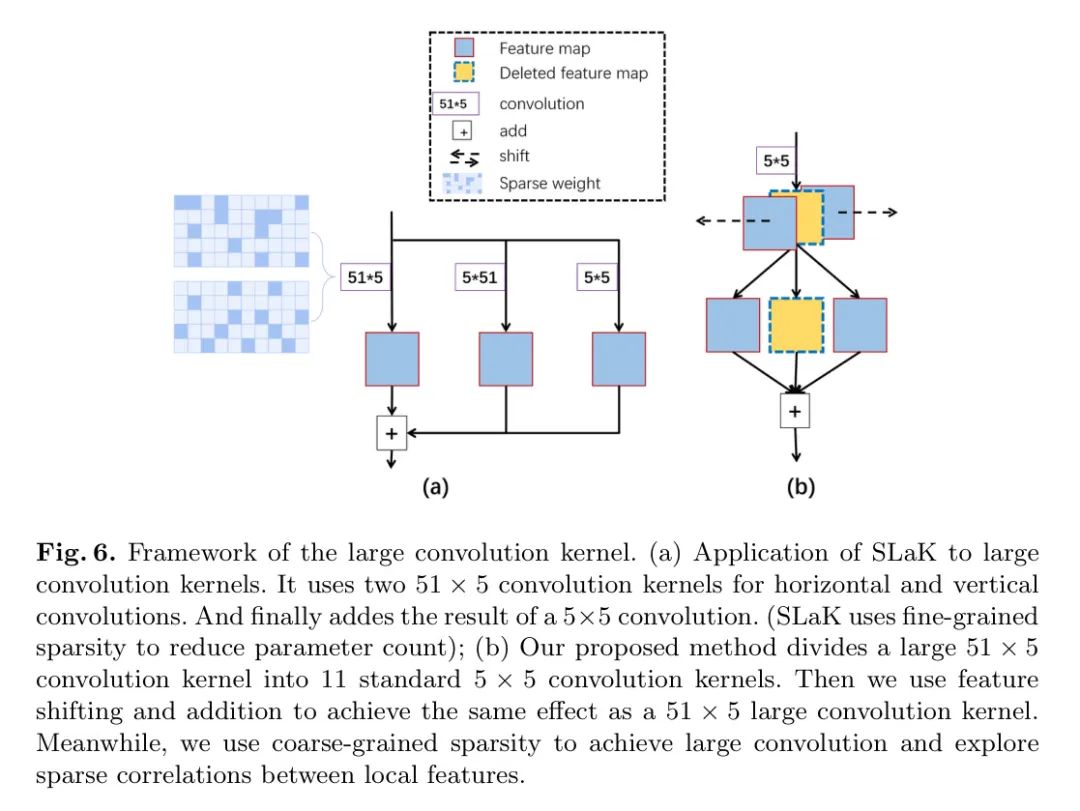 Feature map
Deleted feature map
51*5 convolution
+ add
shift
Sparse weight
51*5
5*51
5*5
+
(a)
5*5
+
(b)
Fig. 6. Framework of the large convolution kernel. (a) Application of SLaK to large
convolution kernels. It uses two 51 × 5 convolution kernels for horizontal and vertical
convolutions. And finally addes the result of a 5×5 convolution. (SLaK uses fine-grained
sparsity to reduce parameter count); (b) Our proposed method divides a large 51 × 5
convolution kernel into 11 standard 5 × 5 convolution kernels. Then we use feature
shifting and addition to achieve the same effect as a 51 × 5 large convolution kernel.
Meanwhile, we use coarse-grained sparsity to achieve large convolution and explore
sparse correlations between local features.